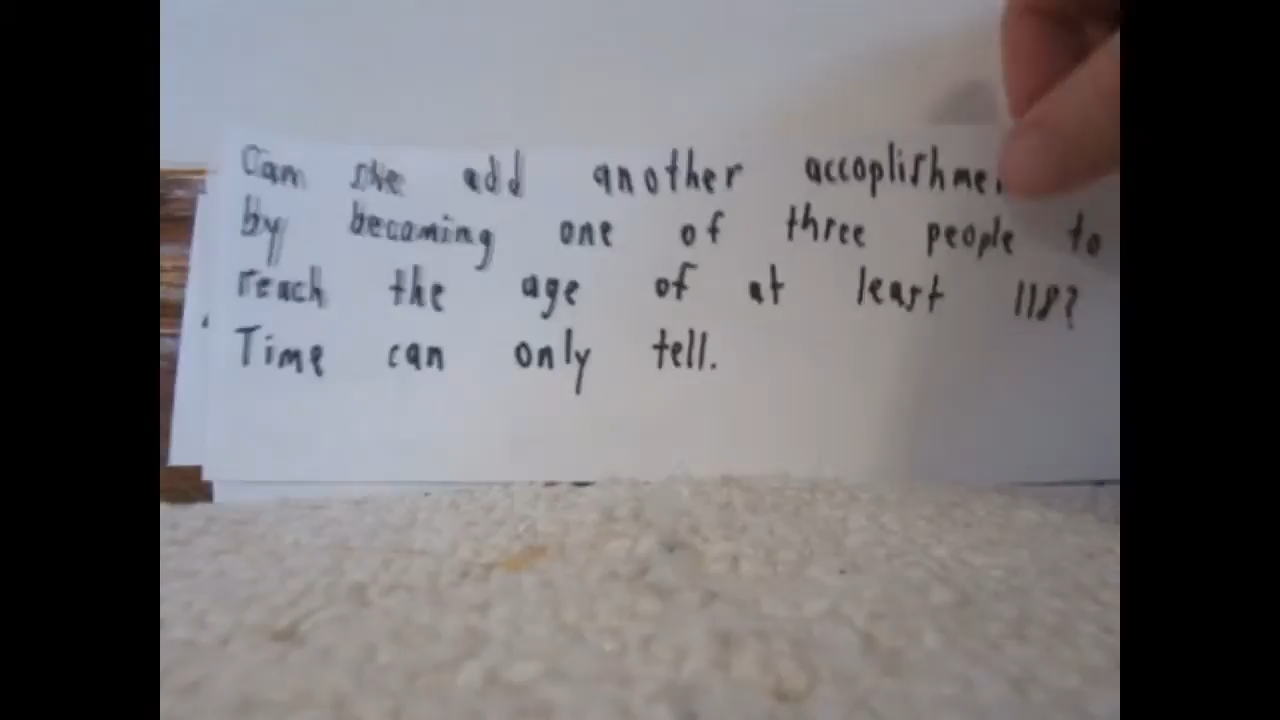 Can she add another accoplishme
by becoming one of three people to
reach the age of at least 118?
Time can only tell.